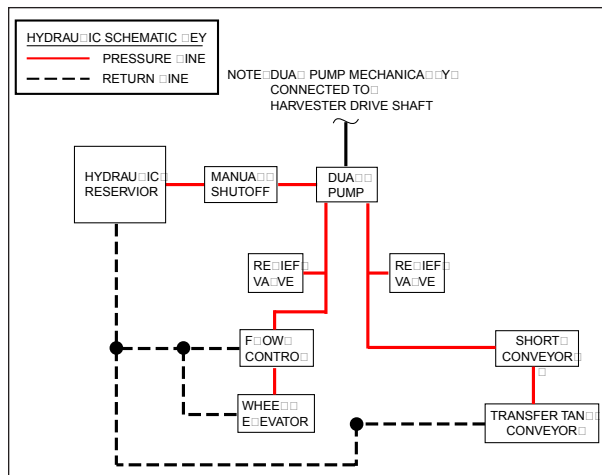 HYDRAU□IC SCHEMATIC □EY
PRESSURE □INE
RETURN □INE
NOTE□DUA□ PUMP MECHANICA□□Y□
CONNECTED TO□
HARVESTER DRIVE SHAFT
HYDRAU□IC□
RESERVIOR
MANUA□□
SHUTOFF
DUA□□
PUMP
RE□IEF□
VA□VE
RE□IEF□
VA□VE
F□OW□
CONTRO□
SHORT□
CONVEYOR□
□
WHEE□□
E□EVATOR
TRANSFER TAN□□
CONVEYOR□